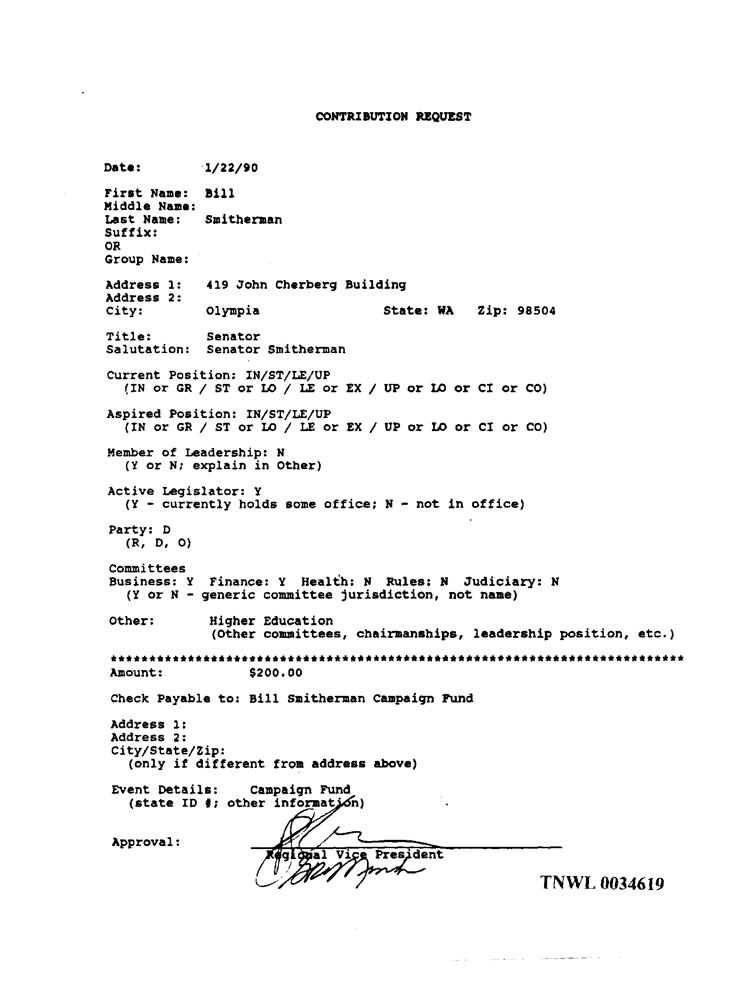 CONTRIBUTION REQUEST
Date: 1/22/90
First Name: Bill
Middle Name:
Last Name: Smitherman
Suffix:
OR
Group Name:
Address 1: 419 John Cherberg Building
Address 2:
City: Olympia State: WA Zip: 98504
Title: Senator
Salutation: Senator Smitherman
Current Position: IN/ST/LE/UP
(IN or GR / ST or LO / LE or EX / UP or LO or CI or CO)
Aspired Position: IN/ST/LE/UP
(IN or GR / ST or LO / LE or EX / UP or LO or CI or CO)
Member of Leadership: N
(Y or N; explain in Other)
Active Legislator: Y
(Y - currently holds some office; N - not in office)
Party: D
(R, D, O)
Committees
Business: Y Finance: Y Health: N Rules: N Judiciary: N
(Y or N - generic committee jurisdiction, not name)
Other: Higher Education
(Other committees, chairmanships, leadership position, etc.)
***************************************************************************
Amount: $200.00
Check Payable to: Bill Smitherman Campaign Fund
Address 1:
Address 2:
City/State/Zip:
(only if different from address above)
Event Details: Campaign Fund
(state ID #; other information)
Approval:
Regional Vice President
TNWL 0034619